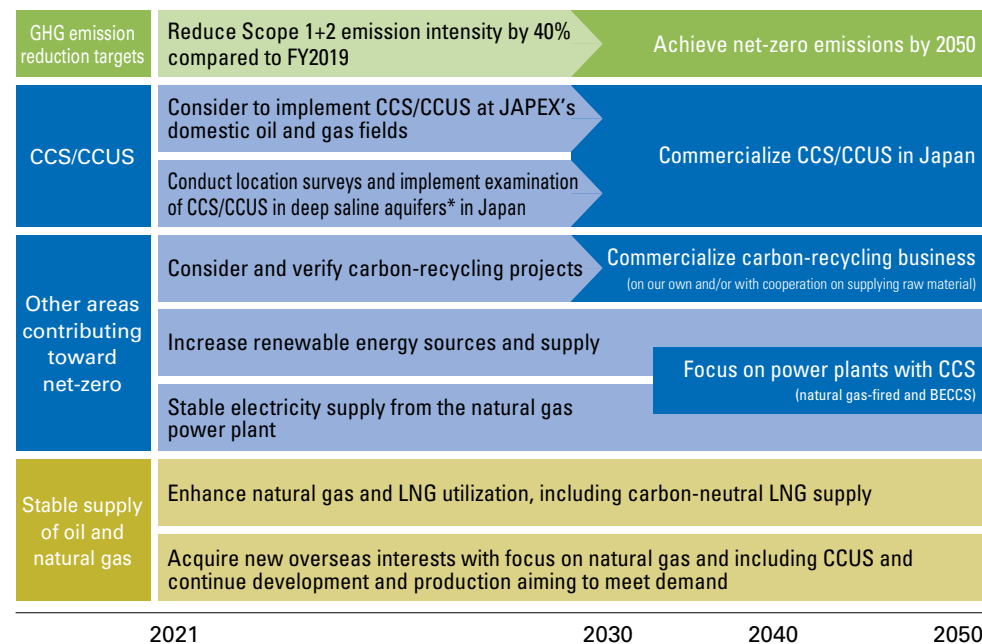 GHG emission
reduction targets
Reduce Scope 1+2 emission intensity by 40%
compared to FY2019
Achieve net-zero emissions by 2050
CCS/CCUS
Consider to implement CCS/CCUS at JAPEX's
domestic oil and gas fields
Conduct location surveys and implement examination
of CCS/CCUS in deep saline aquifers* in Japan
Commercialize CCS/CCUS in Japan
Other areas
contributing
toward
net-zero
Consider and verify carbon-recycling projects
Commercialize carbon-recycling business
(on our own and/or with cooperation on supplying raw material)
Increase renewable energy sources and supply
Stable electricity supply from the natural gas
power plant
Focus on power plants with CCS
(natural gas-fired and BECCS)
Stable supply
of oil and
natural gas
Enhance natural gas and LNG utilization, including carbon-neutral LNG supply
Acquire new overseas interests with focus on natural gas and including CCUS and
continue development and production aiming to meet demand
2021 2030 2040 2050